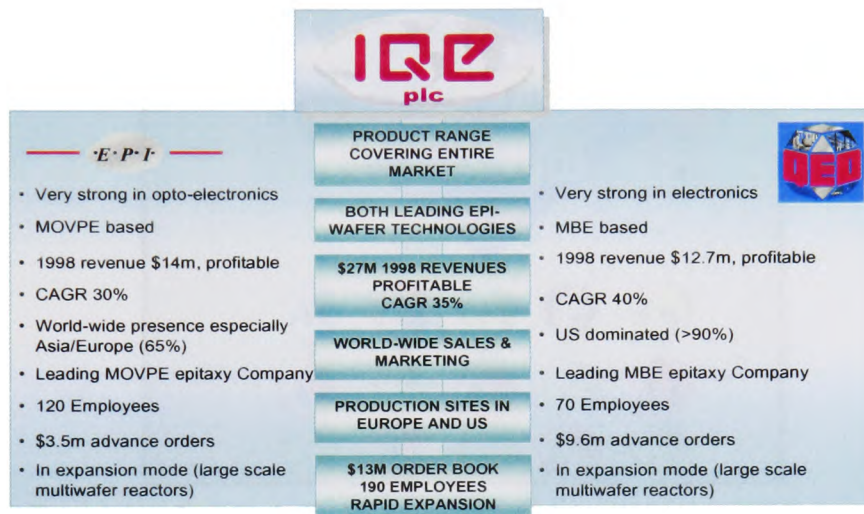 IQE
plc
·E·P·I·
• Very strong in opto-electronics
• MOVPE based
• 1998 revenue $14m, profitable
• CAGR 30%
• World-wide presence especially
Asia/Europe (65%)
• Leading MOVPE epitaxy Company
• 120 Employees
• $3.5m advance orders
• In expansion mode (large scale
multiwafer reactors)
PRODUCT RANGE
COVERING ENTIRE
MARKET
BOTH LEADING EPI-
WAFER TECHNOLOGIES
$27M 1998 REVENUES
PROFITABLE
CAGR 35%
WORLD-WIDE SALES &
MARKETING
PRODUCTION SITES IN
EUROPE AND US
$13M ORDER BOOK
190 EMPLOYEES
RAPID EXPANSION
QED
• Very strong in electronics
• MBE based
• 1998 revenue $12.7m, profitable
• CAGR 40%
• US dominated (>90%)
• Leading MBE epitaxy Company
• 70 Employees
• $9.6m advance orders
• In expansion mode (large scale
multiwafer reactors)